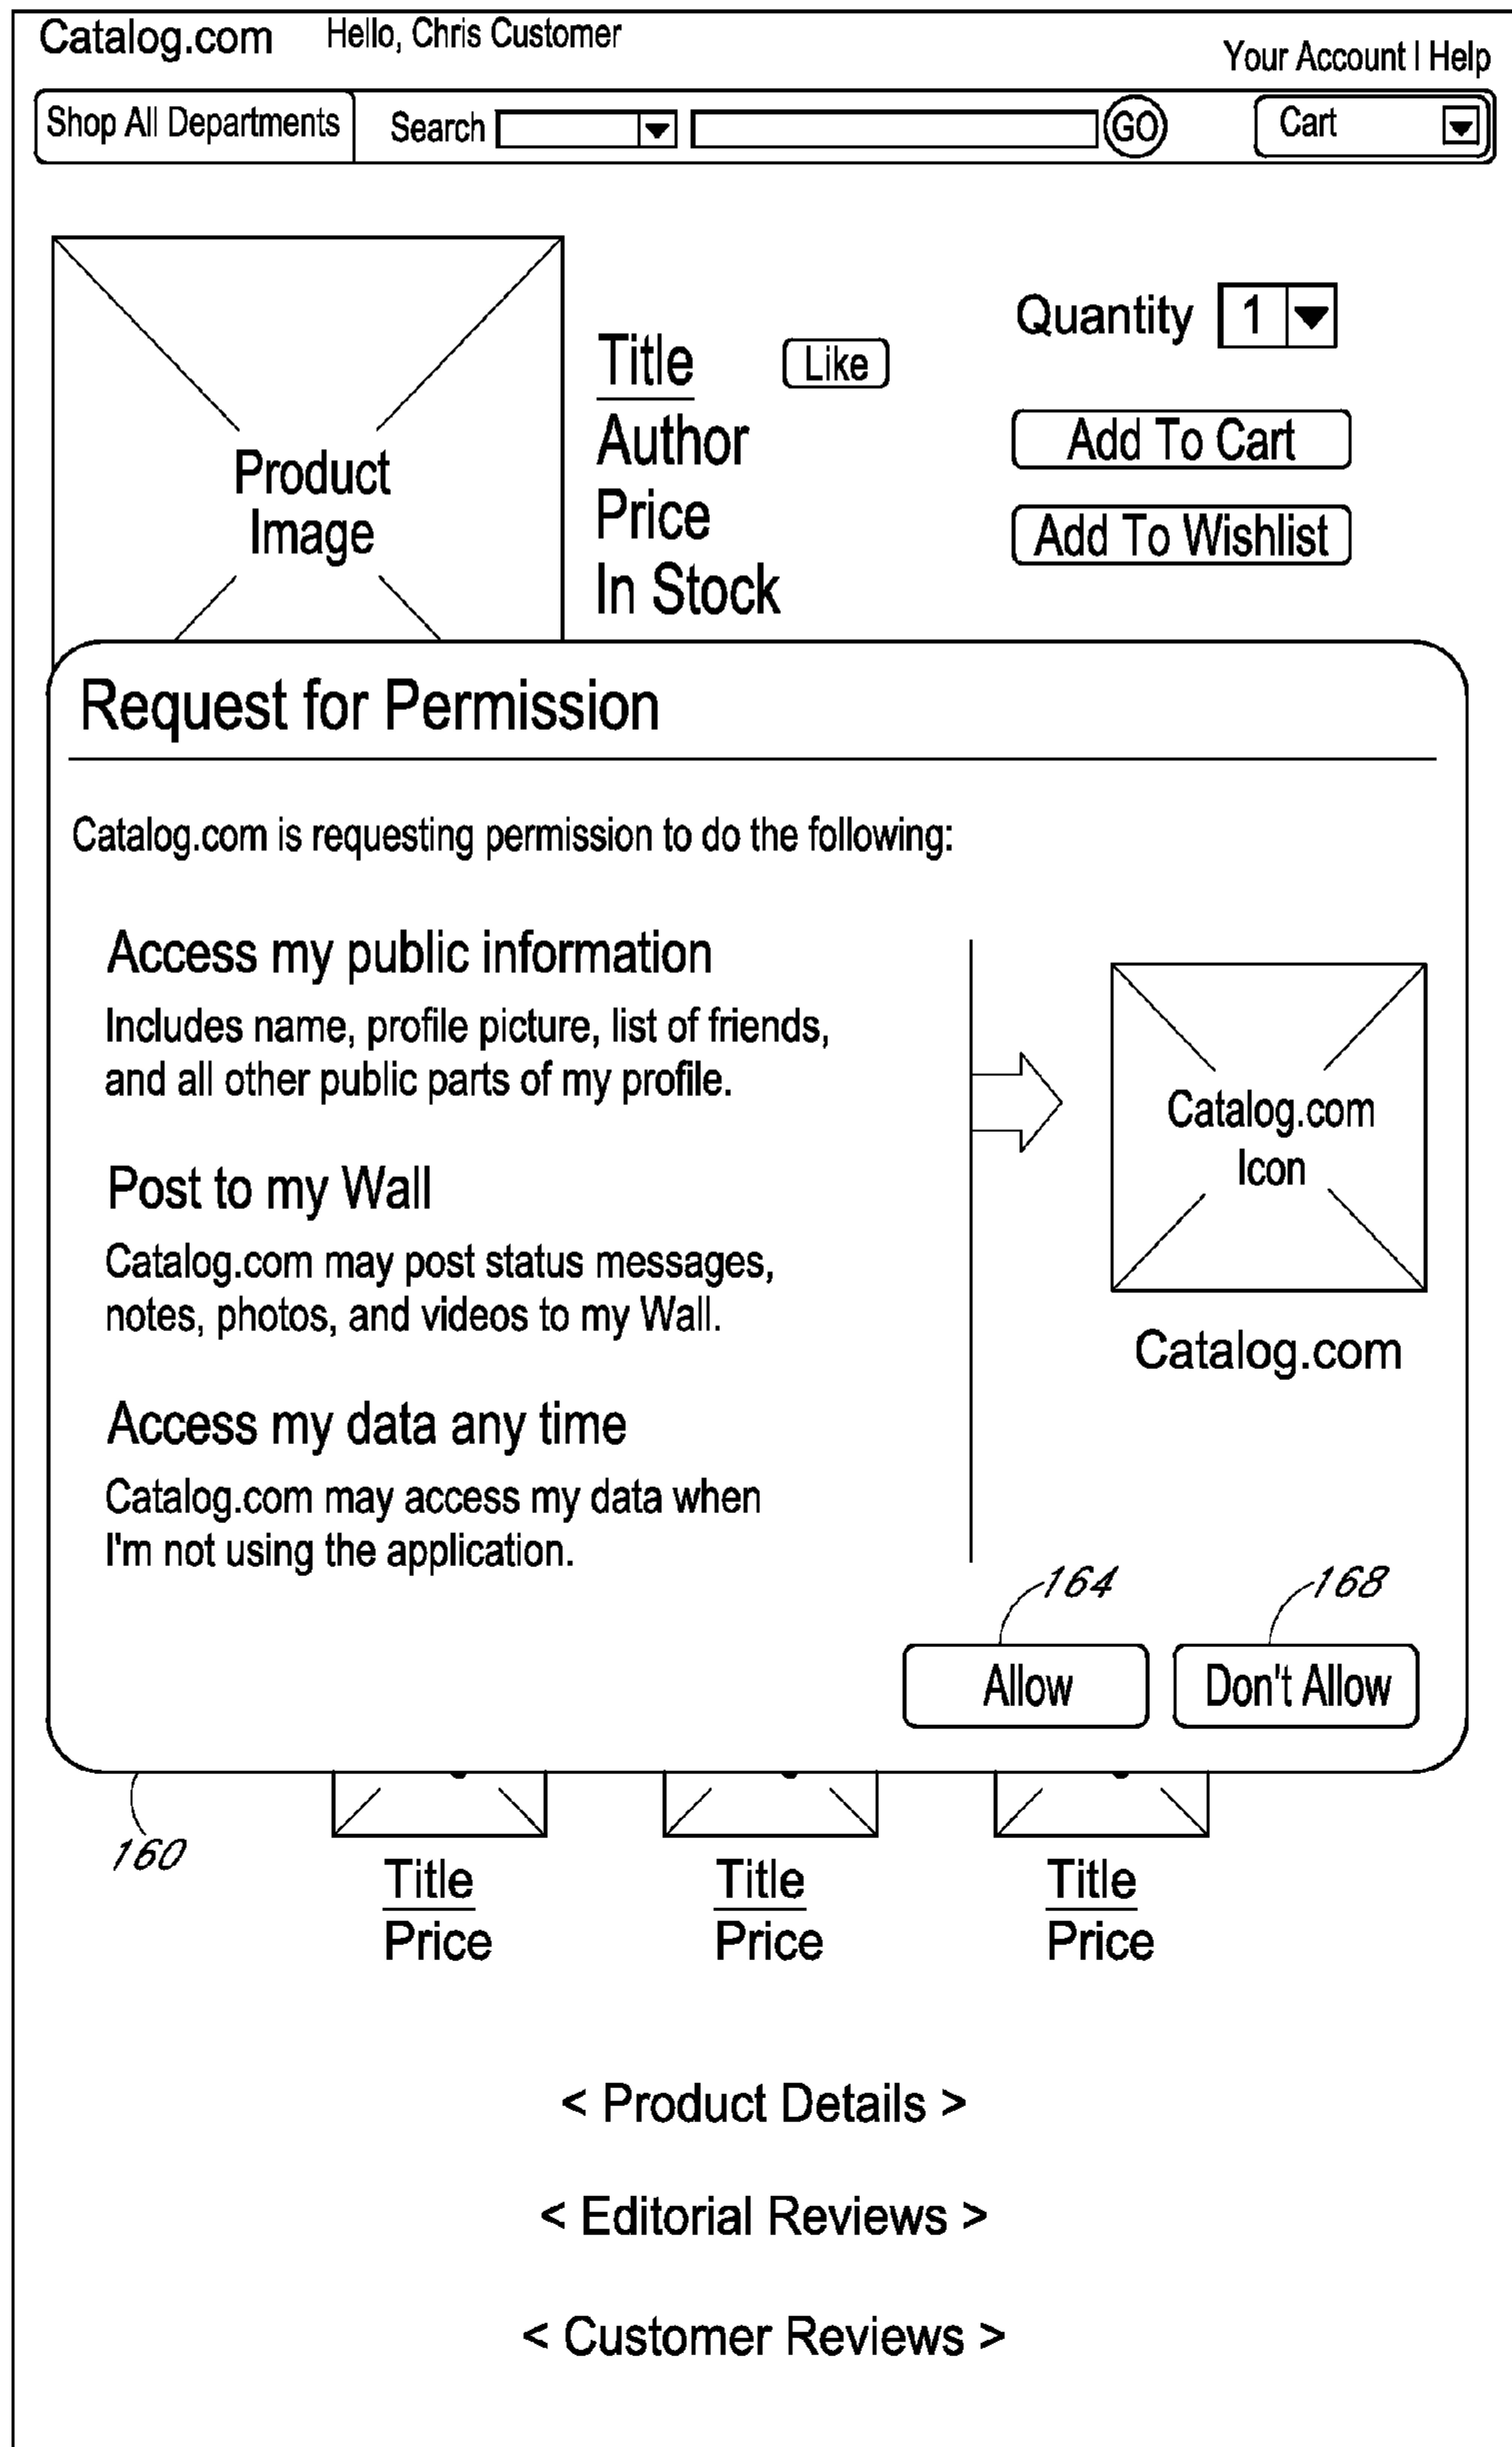 Catalog.com Hello, Chris Customer
Your Account | Help
Shop All Departments Search GO Cart
Quantity 1
Title Like
Author Add To Cart
Product
Image
Price Add To Wishlist
In Stock
Request for Permission
Catalog.com is requesting permission to do the following:
Access my public information
Includes name, profile picture, list of friends,
and all other public parts of my profile.
Catalog.com
Icon
Post to my Wall
Catalog.com may post status messages,
notes, photos, and videos to my Wall.
Catalog.com
Access my data any time
Catalog.com may access my data when
I'm not using the application.
164 168
Allow Don't Allow
160
Title Title Title
Price Price Price
< Product Details >
< Editorial Reviews >
< Customer Reviews >